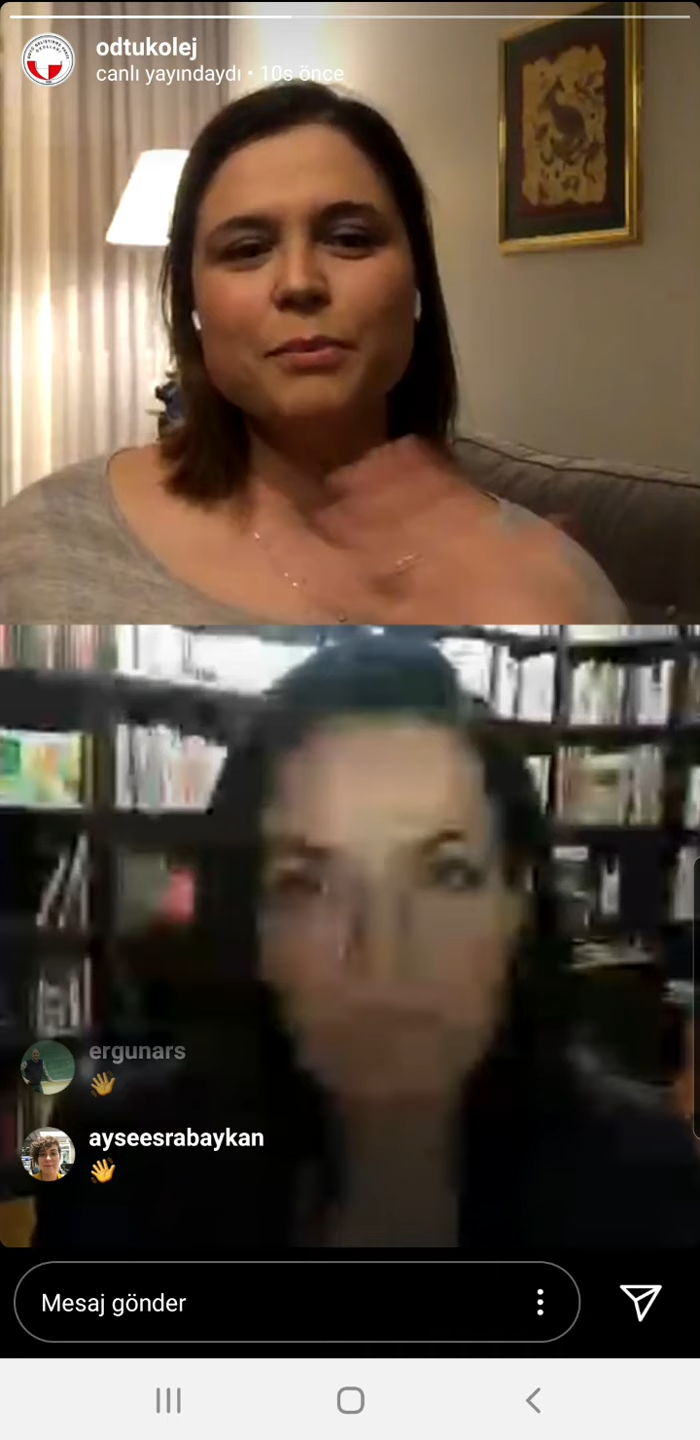 odtukolej
canlı yayındaydı • 10s önce
ergunars
👋
ayseesrabaykan
👋
Mesaj gönder